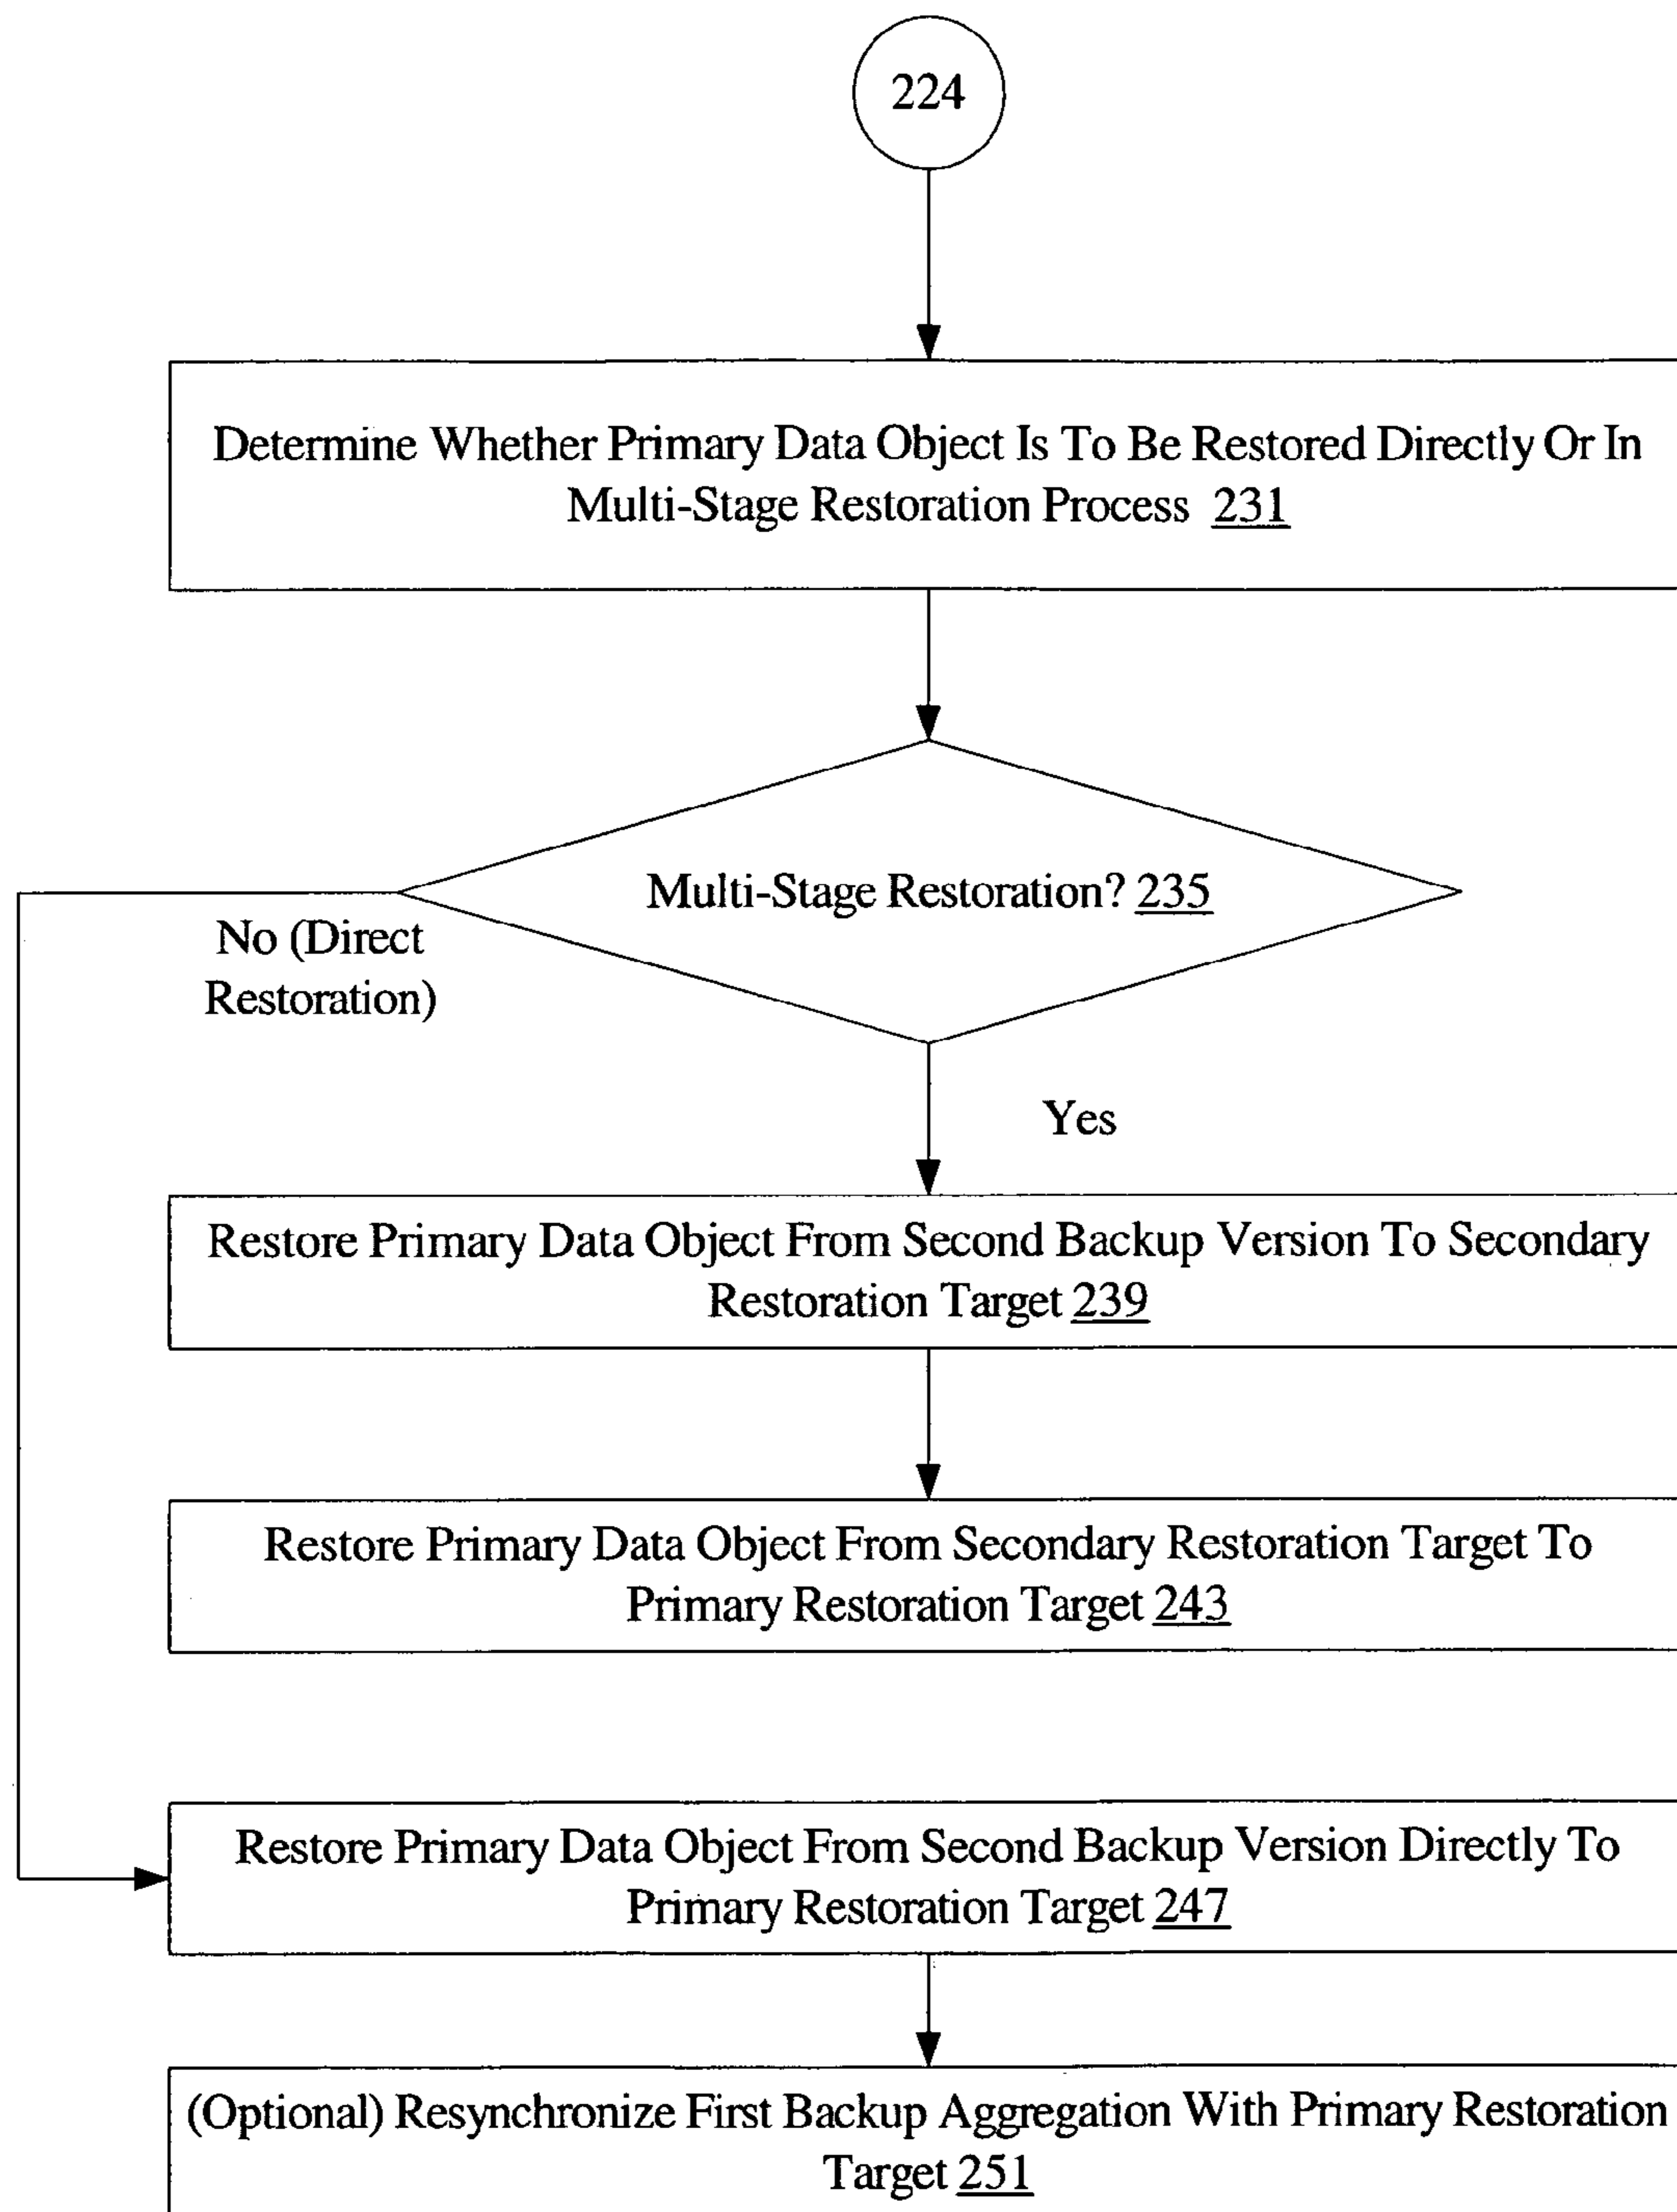 224
Determine Whether Primary Data Object Is To Be Restored Directly Or In
Multi-Stage Restoration Process 231
Multi-Stage Restoration? 235
No (Direct
Restoration)
Yes
Restore Primary Data Object From Second Backup Version To Secondary
Restoration Target 239
Restore Primary Data Object From Secondary Restoration Target To
Primary Restoration Target 243
Restore Primary Data Object From Second Backup Version Directly To
Primary Restoration Target 247
(Optional) Resynchronize First Backup Aggregation With Primary Restoration
Target 251